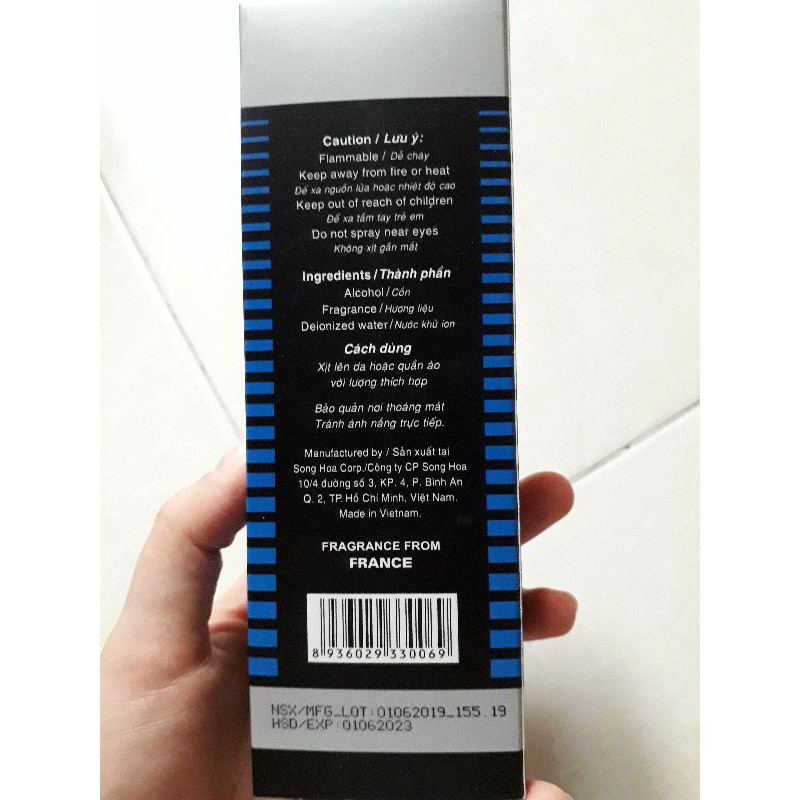 Caution / Lưu ý:
Flammable / Dễ cháy
Keep away from fire or heat
Để xa nguồn lửa hoặc nhiệt độ cao
Keep out of reach of children
Để xa tầm tay trẻ em
Do not spray near eyes
Không xịt gần mắt
Ingredients / Thành phần
Alcohol / Cồn
Fragrance / Hương liệu
Deionized water / Nước khử ion
Cách dùng
Xịt lên da hoặc quần áo
với lượng thích hợp
Bảo quản nơi thoáng mát
Tránh ánh nắng trực tiếp.
Manufactured by / Sản xuất tại
Song Hoa Corp./Công ty CP Song Hoa
10/4 đường số 3, KP. 4, P. Bình An
Q. 2, TP. Hồ Chí Minh, Việt Nam.
Made in Vietnam.
FRAGRANCE FROM
FRANCE
8 936029 330069
NSX/MFG_LOT:01062019_155.19
HSD/EXP:01062023